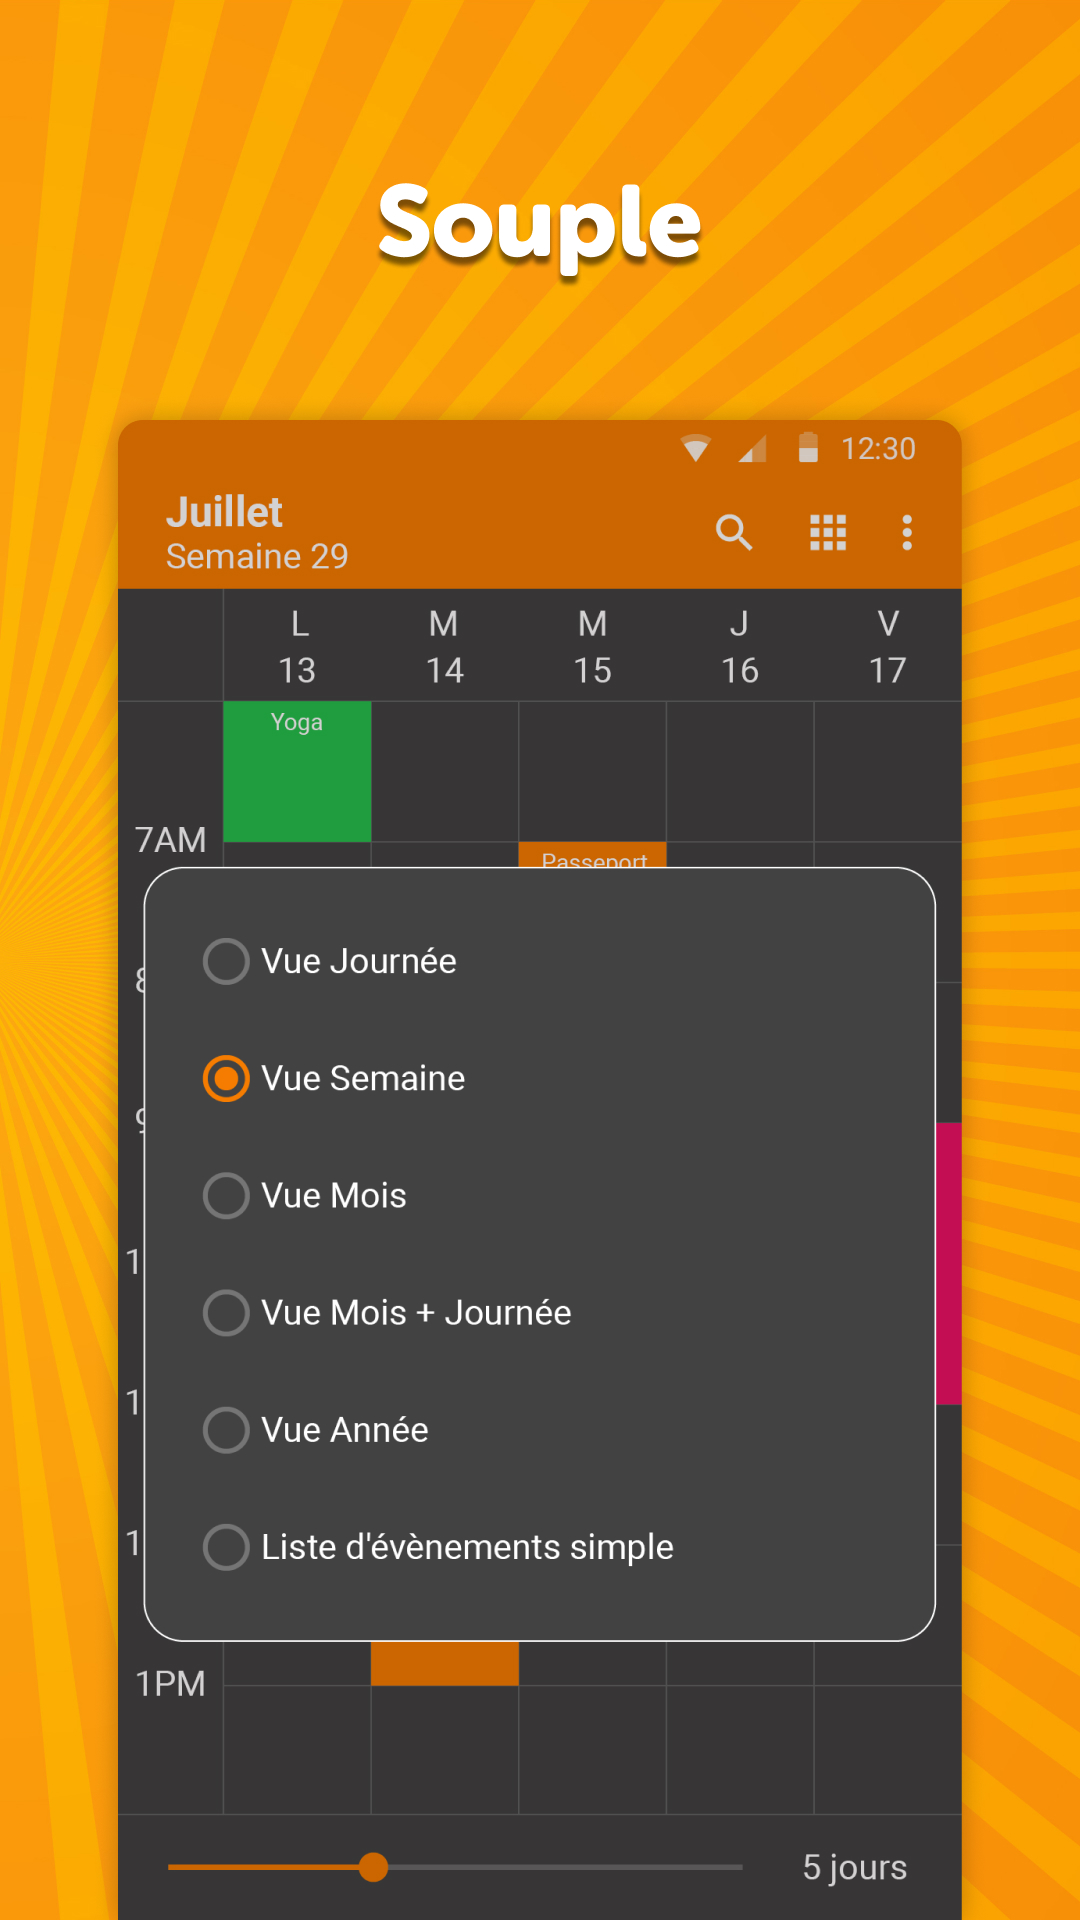 Souple
12:30
Juillet
Semaine 29
L M M J V
13 14 15 16 17
Yoga
7AM
Passeport
Vue Journée
Vue Semaine
Vue Mois
Vue Mois + Journée
Vue Année
Liste d'évènements simple
1PM
5 jours